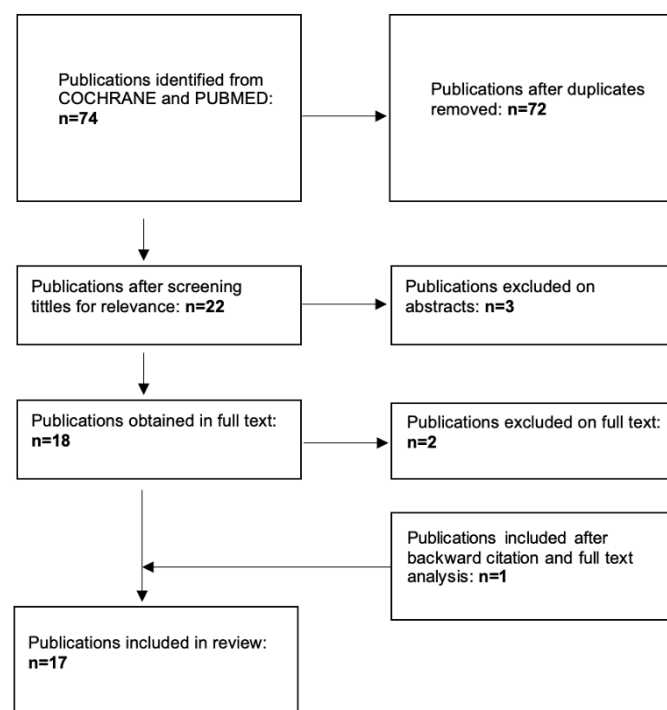 Publications identified from
COCHRANE and PUBMED:
n=74
Publications after duplicates
removed: n=72
Publications after screening
tittles for relevance: n=22
Publications excluded on
abstracts: n=3
Publications obtained in full text:
n=18
Publications excluded on full text:
n=2
Publications included after
backward citation and full text
analysis: n=1
Publications included in review:
n=17